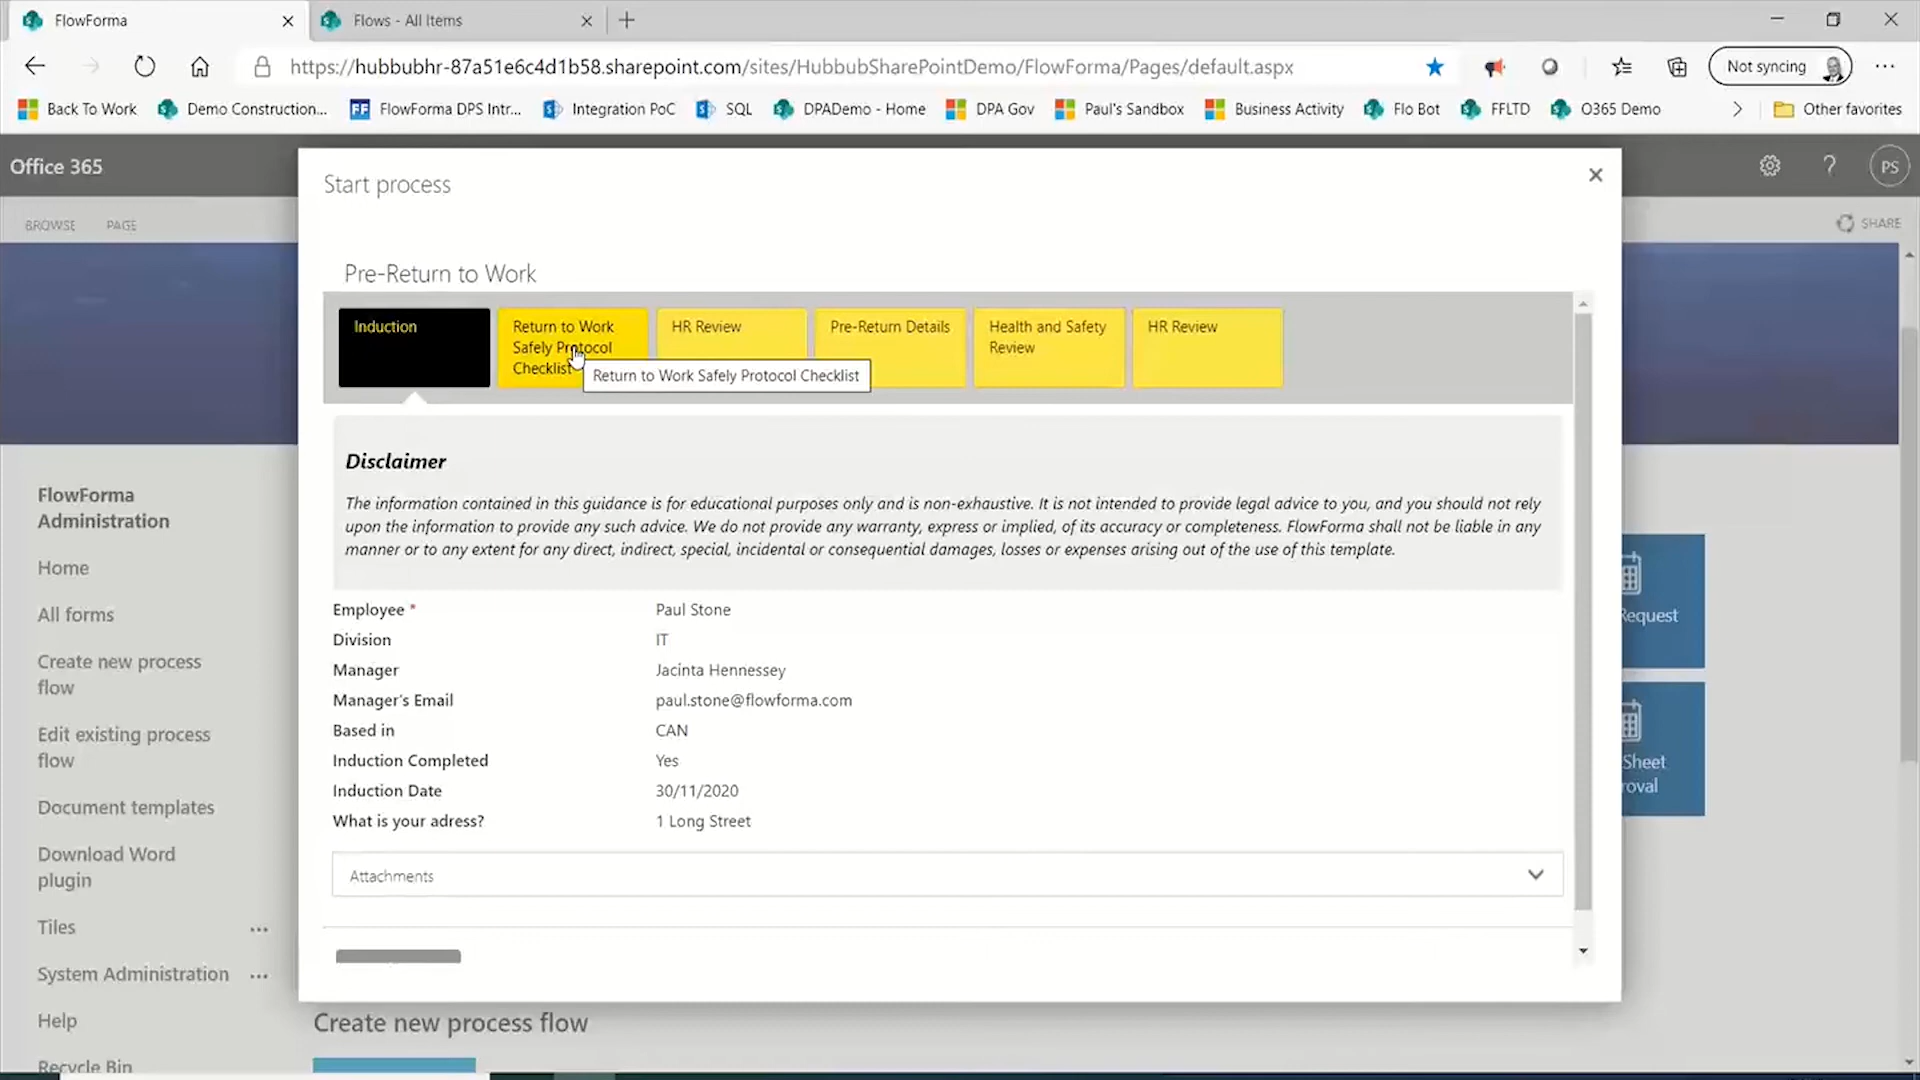 FlowForma
Flows - All Items
https://hubbubhr-87a51e6c4d1b58.sharepoint.com/sites/HubbubSharePointDemo/FlowForma/Pages/default.aspx
Not syncing
Back To Work
Demo Construction...
FF
FlowForma DPS Intr...
Integration PoC
SQL
DPADemo - Home
DPA Gov
Paul's Sandbox
Business Activity
Flo Bot
FFLTD
O365 Demo
Other favorites
Office 365
?
PS
BROWSE
PAGE
SHARE
Start process
Pre-Return to Work
Induction
Return to Work
Safely Protocol
Checklist
HR Review
Pre-Return Details
Health and Safety
Review
HR Review
Return to Work Safely Protocol Checklist
Disclaimer
The information contained in this guidance is for educational purposes only and is non-exhaustive. It is not intended to provide legal advice to you, and you should not rely
upon the information to provide any such advice. We do not provide any warranty, express or implied, of its accuracy or completeness. FlowForma shall not be liable in any
manner or to any extent for any direct, indirect, special, incidental or consequential damages, losses or expenses arising out of the use of this template.
Employee * Paul Stone
Division IT
Manager Jacinta Hennessey
Manager's Email paul.stone@flowforma.com
Based in CAN
Induction Completed Yes
Induction Date 30/11/2020
What is your adress? 1 Long Street
Attachments
FlowForma
Administration
Home
All forms
Create new process
flow
Edit existing process
flow
Document templates
Download Word
plugin
Tiles ...
System Administration ...
Help
Recycle Bin
Request
Sheet
roval
Create new process flow